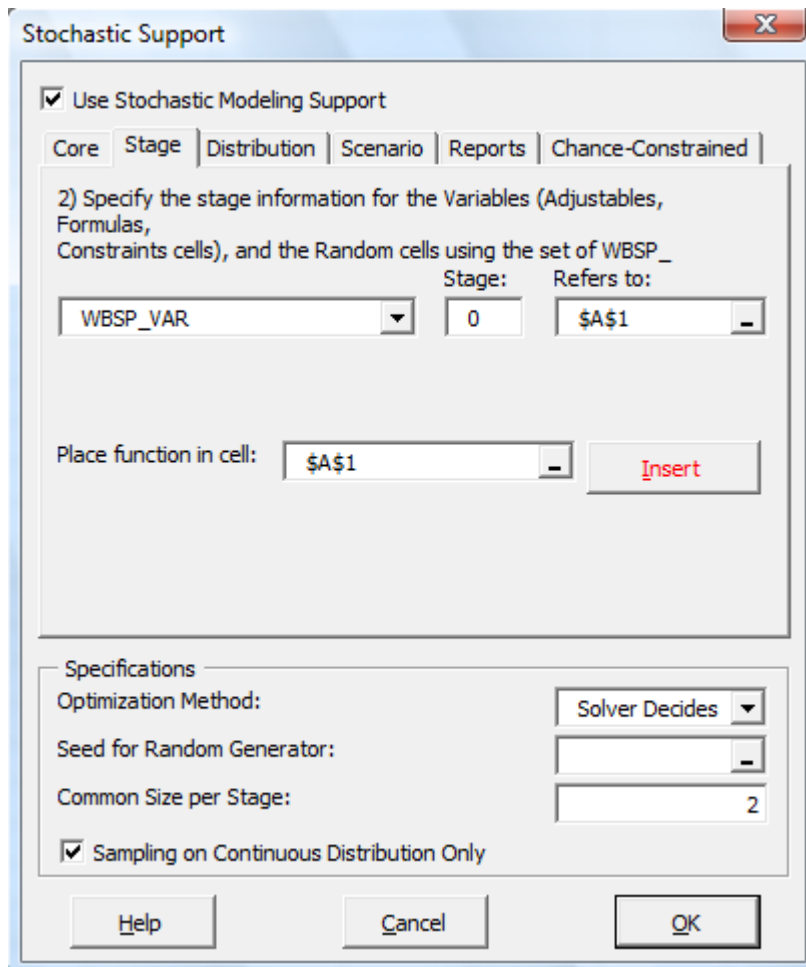 Stochastic Support
Use Stochastic Modeling Support
Core Stage Distribution Scenario Reports Chance-Constrained
2) Specify the stage information for the Variables (Adjustables,
Formulas,
Constraints cells), and the Random cells using the set of WBSP_
Stage: Refers to:
WBSP_VAR 0 $A$1
Place function in cell: $A$1 Insert
Specifications
Optimization Method: Solver Decides
Seed for Random Generator:
Common Size per Stage: 2
Sampling on Continuous Distribution Only
Help Cancel OK